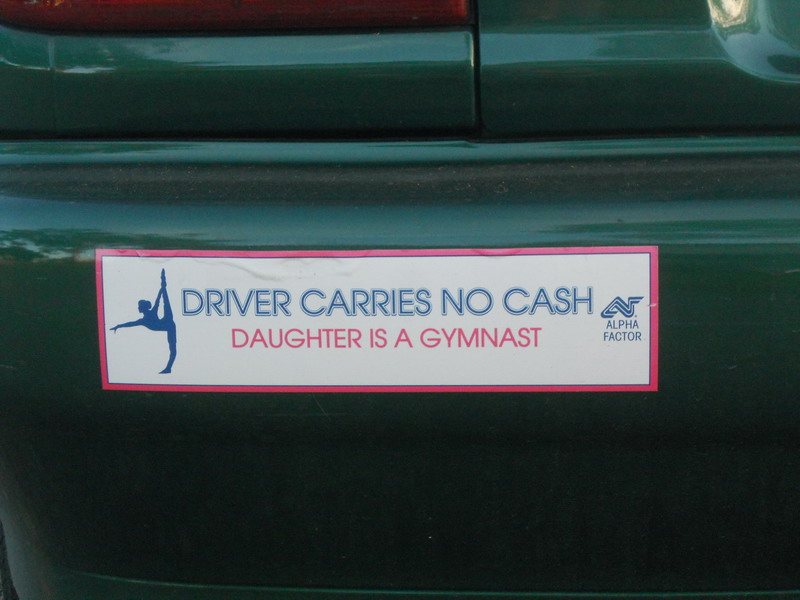 DRIVER CARRIES NO CASH
DAUGHTER IS A GYMNAST
ALPHA
FACTOR